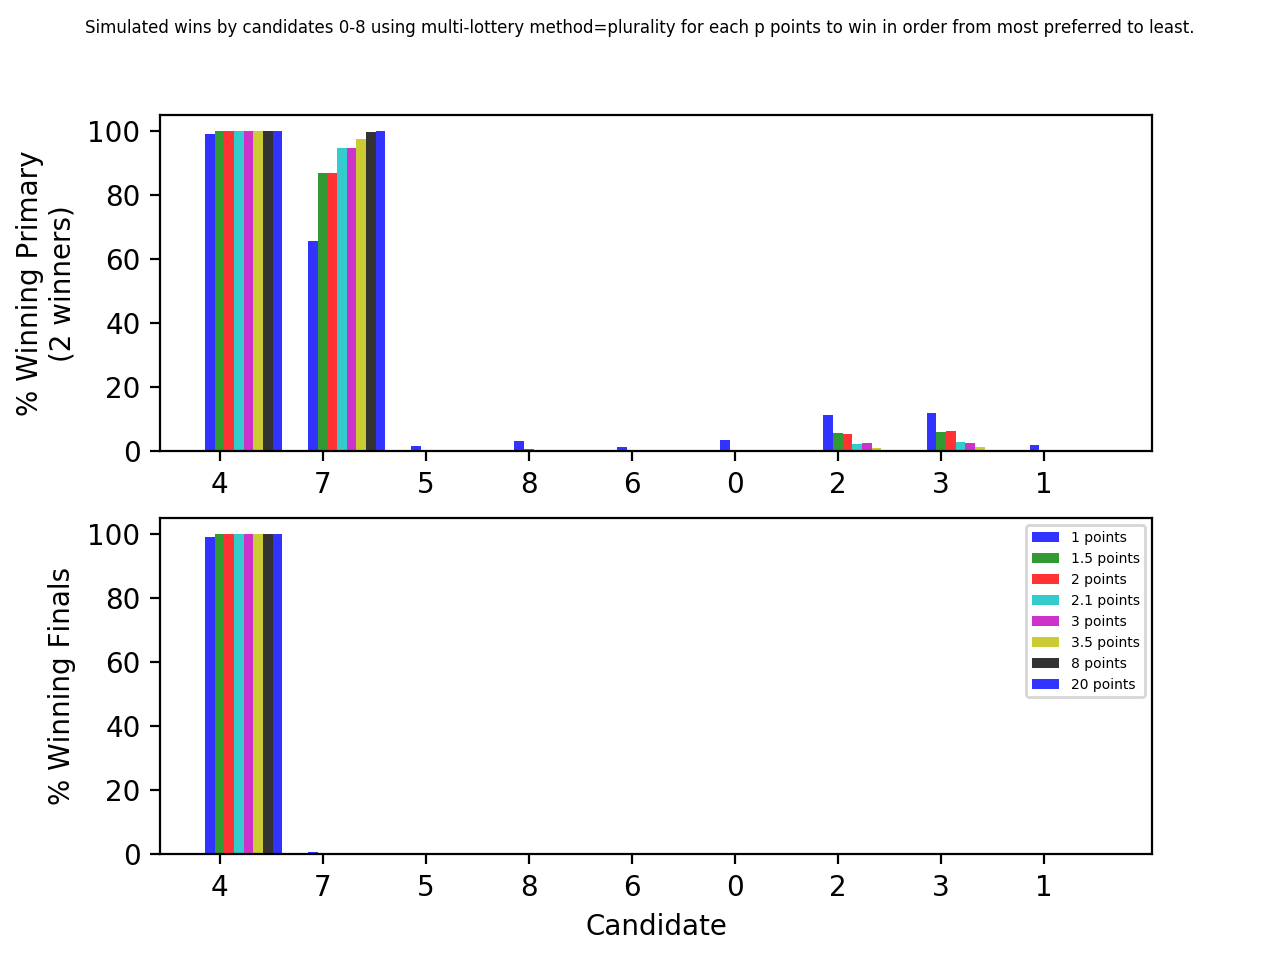 Simulated wins by candidates 0-8 using multi-lottery method=plurality for each p points to win in order from most preferred to least.
% Winning Primary
(2 winners)
100
80
60
40
20
0
4 7 5 8 6 0 2 3 1
% Winning Finals
100
80
60
40
20
0
1 points
1.5 points
2 points
2.1 points
3 points
3.5 points
8 points
20 points
4 7 5 8 6 0 2 3 1
Candidate